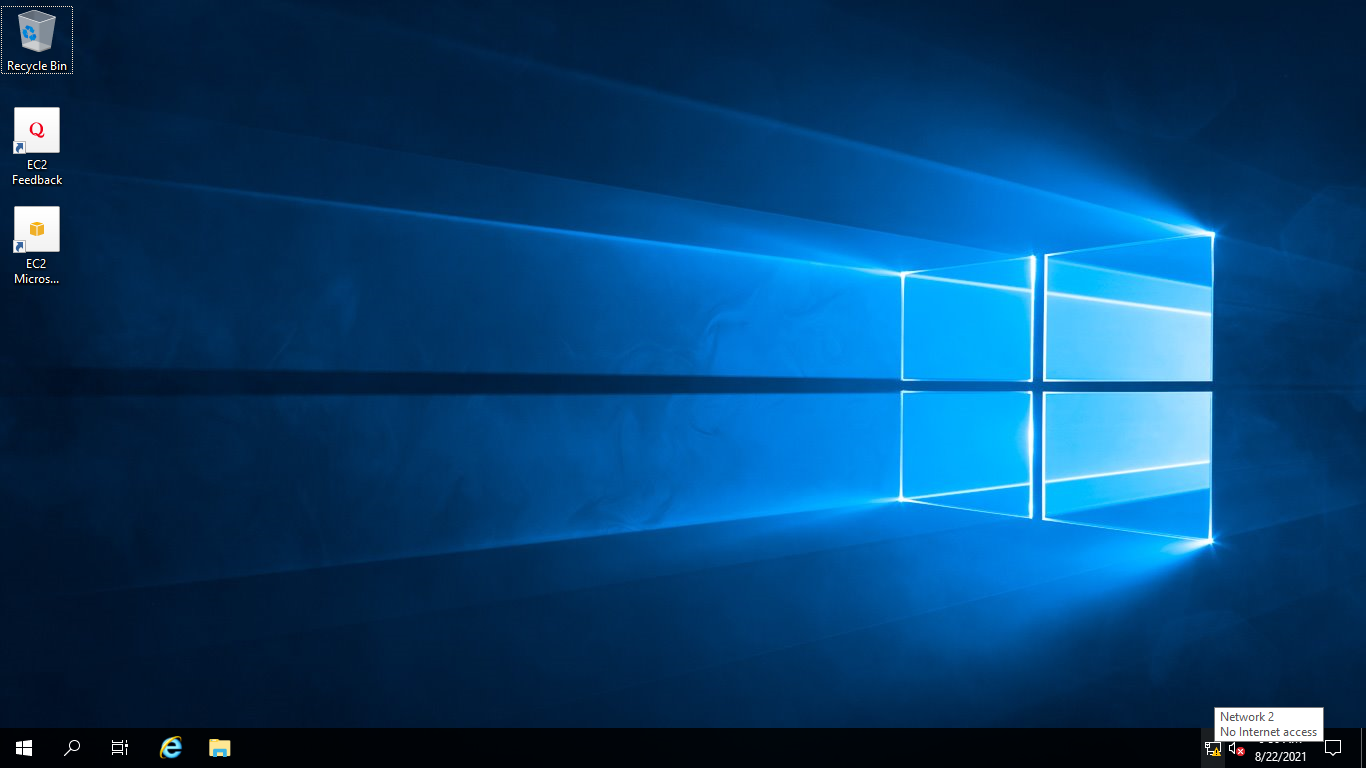 Recycle Bin
Q
EC2
Feedback
EC2
Micros...
Network 2
No Internet access
8/22/2021